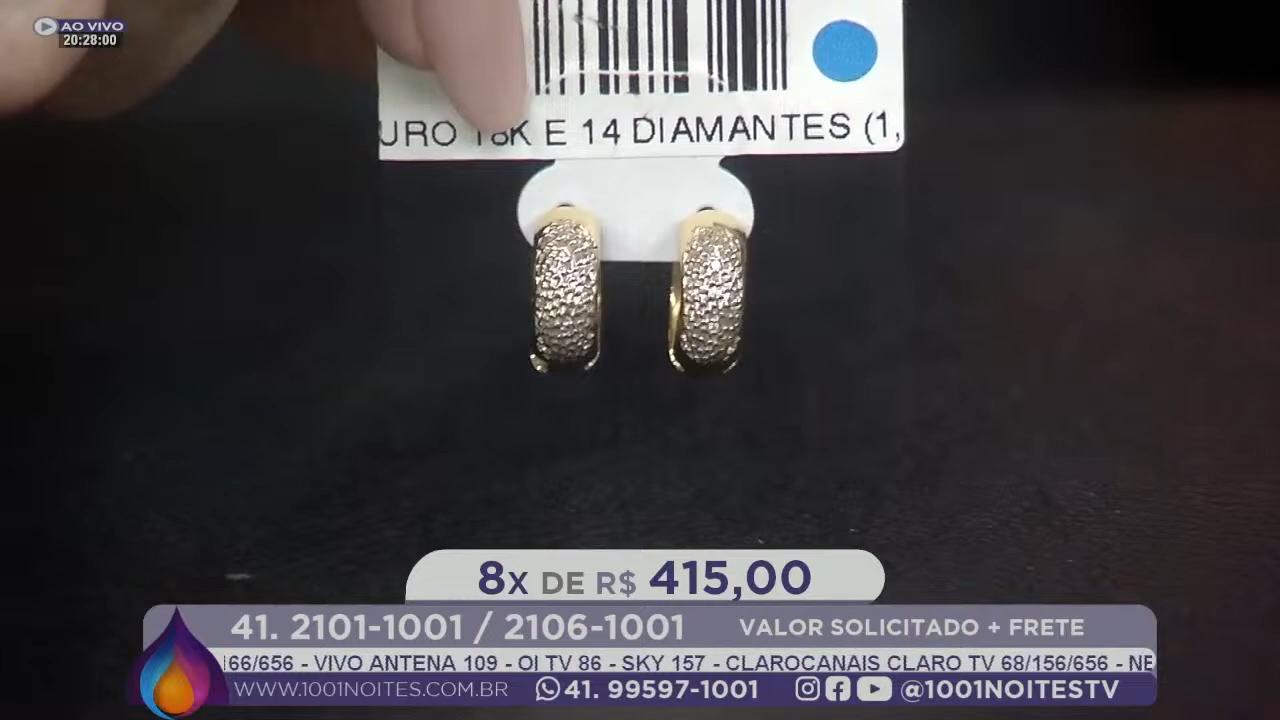 AO VIVO
20:28:00
URO 18K E 14 DIAMANTES (1,
8X DE R$ 415,00
41. 2101-1001 / 2106-1001 VALOR SOLICITADO + FRETE
166/656 - VIVO ANTENA 109 - OI TV 86 - SKY 157 - CLAROCANAIS CLARO TV 68/156/656 - NE
WWW.1001NOITES.COM.BR 41. 99597-1001 @1001NOITESTV